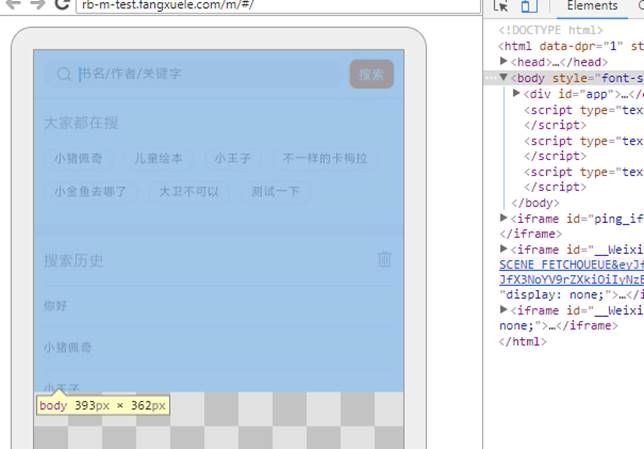 rb-m-test.fangxuele.com/m/#/
Elements
书名/作者/关键字
搜索
大家都在搜
小猪佩奇
儿童绘本
小王子
不一样的卡梅拉
小金鱼去哪了
大卫不可以
测试一下
搜索历史
你好
小猪佩奇
小王子
body 393px × 362px
<!DOCTYPE html>
<html data-dpr="1" st
<head>…</head>
<body style="font-s
<div id="app">…</
<script type="tex
</script>
<script type="tex
</script>
<script type="tex
</script>
</body>
<iframe id="ping_if
</iframe>
<iframe id="__Weixi
SCENE_FETCHQUEUE&eyJf
JfX3NoYV9rZXkiOiIyNzE
"display: none;">…</i
<iframe id="__Weixi
none;">…</iframe>
</html>